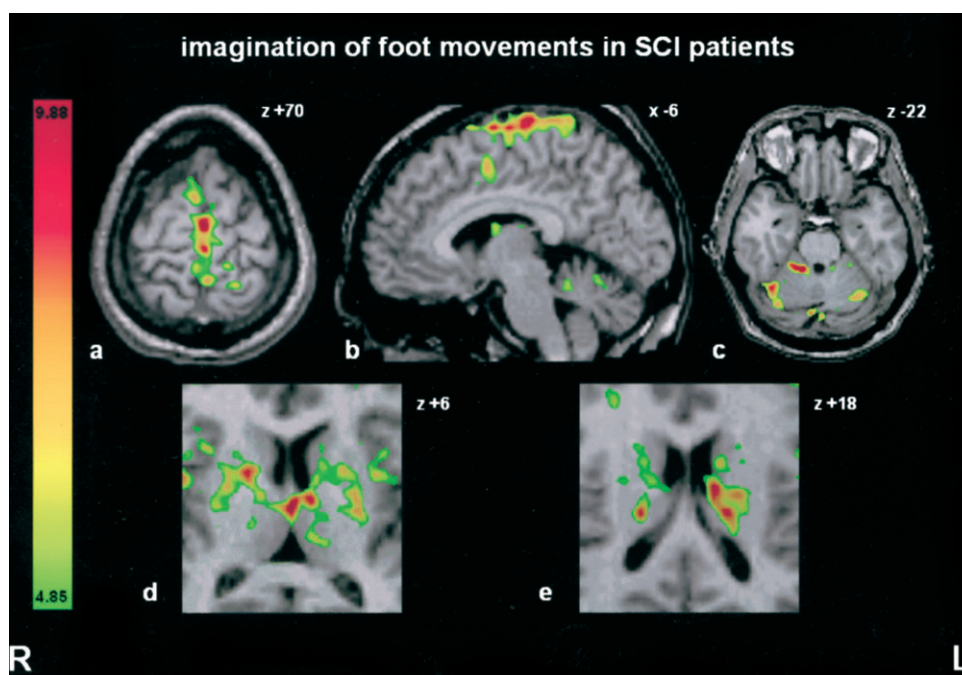 imagination of foot movements in SCI patients
9.88
z +70
x -6
z -22
a
b
c
z +6
z +18
4.85
d
e
R
L